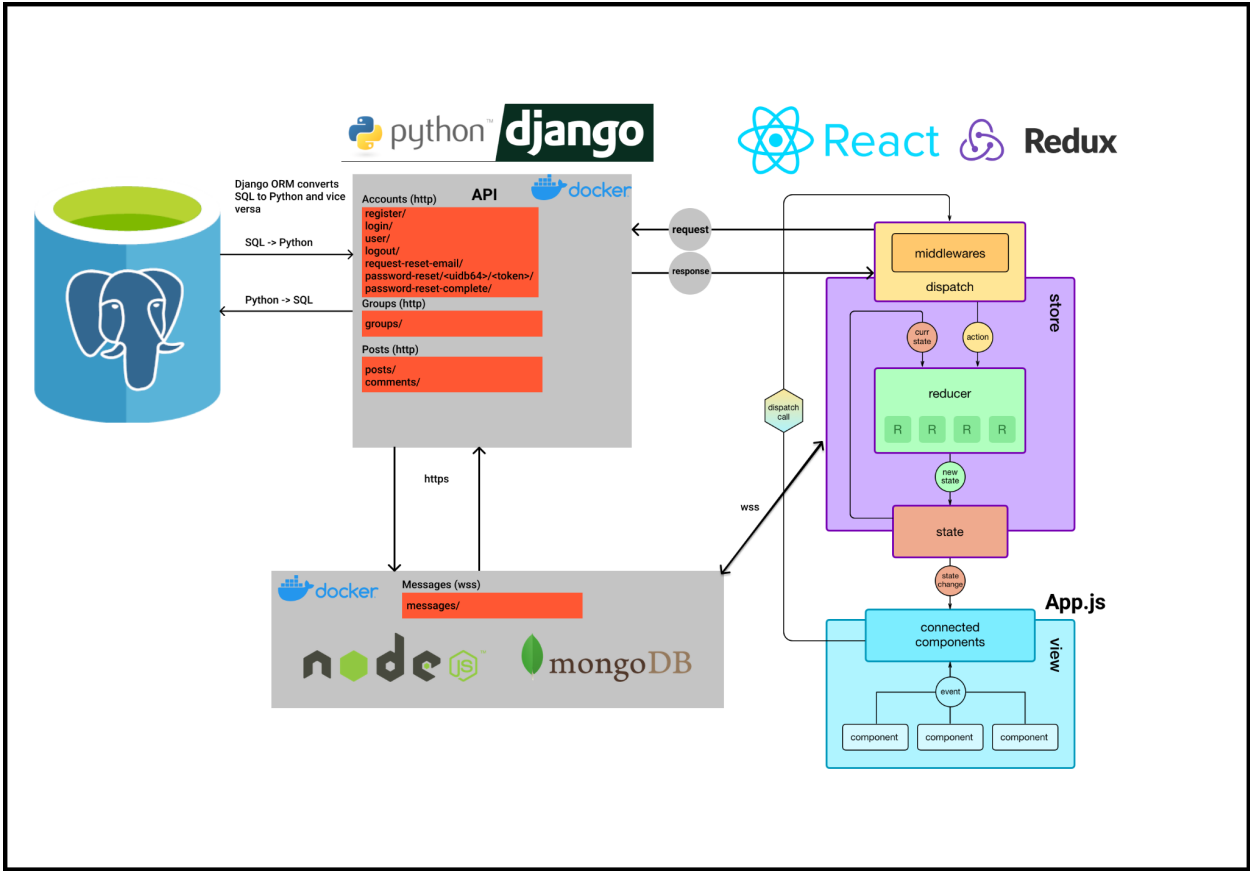 python™
django
React
Redux
Django ORM converts
SQL to Python and vice
versa
SQL -> Python
Python -> SQL
Accounts (http)
API
docker
register/
login/
user/
logout/
request-reset-email/
password-reset/<uidb64>/<token>/
password-reset-complete/
Groups (http)
groups/
Posts (http)
posts/
comments/
request
response
middlewares
dispatch
store
curr
state
action
reducer
R R R R
new
state
state
state
change
dispatch
call
https
wss
docker
Messages (wss)
messages/
node
JS™
mongoDB
App.js
connected
components
view
event
component component component